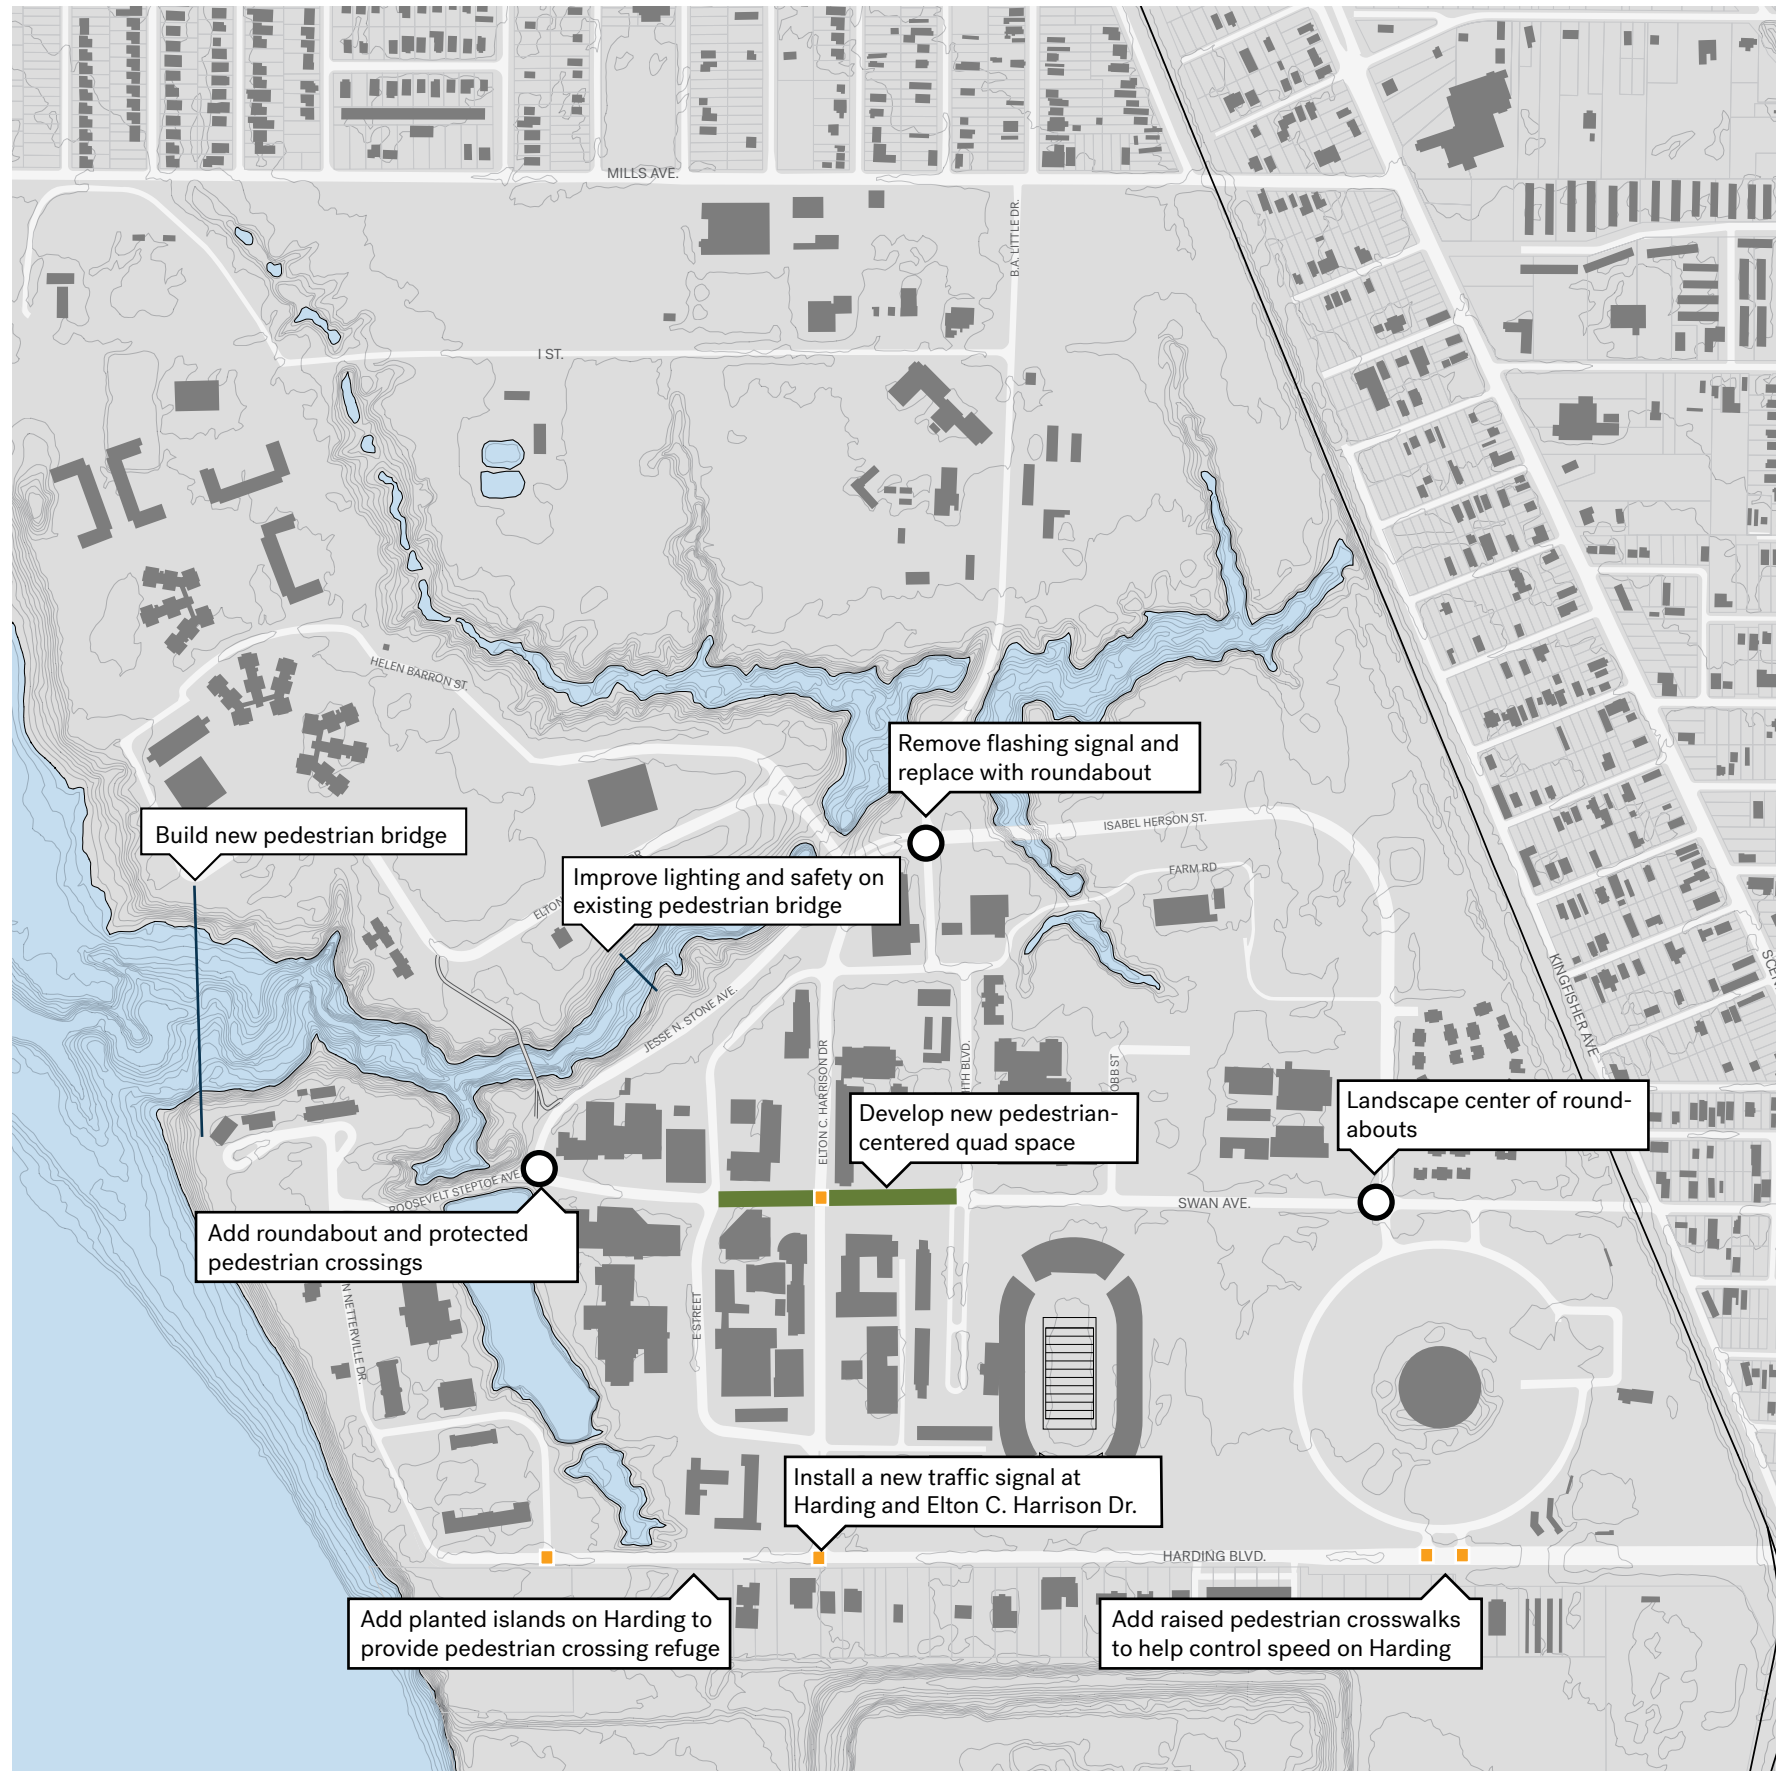 MILLS AVE.
B.A. LITTLE DR.
I ST.
HELEN BARRON ST.
Remove flashing signal and
replace with roundabout
Build new pedestrian bridge
ISABEL HERSON ST.
FARM RD
Improve lighting and safety on
existing pedestrian bridge
ELTON
KINGFISHER AVE
JESSE N. STONE AVE.
ELTON C. HARRISON DR
BLVD.
ST
Develop new pedestrian-
centered quad space
Landscape center of round-
abouts
ROOSEVELT STEPTOE AVE
SWAN AVE.
Add roundabout and protected
pedestrian crossings
NETTERVILLE DR.
E STREET
Install a new traffic signal at
Harding and Elton C. Harrison Dr.
HARDING BLVD.
Add planted islands on Harding to
provide pedestrian crossing refuge
Add raised pedestrian crosswalks
to help control speed on Harding